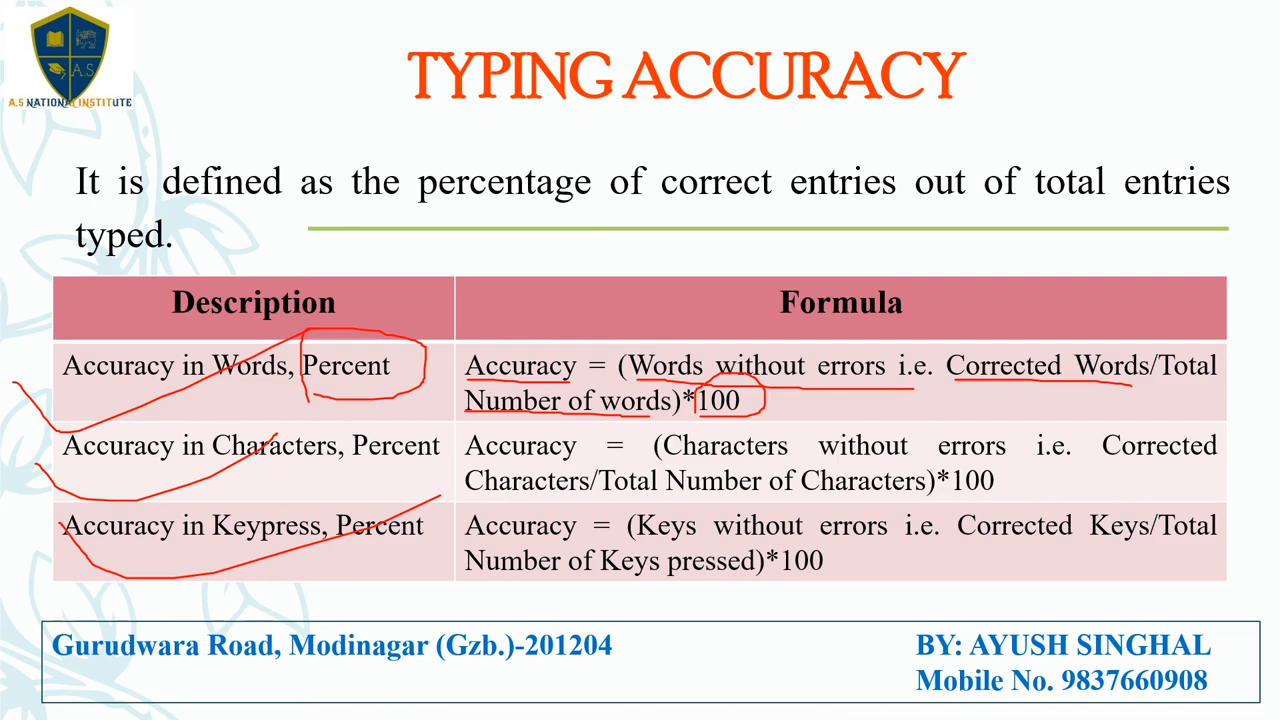 A.S
A.S NATIONAL INSTITUTE
TYPING ACCURACY
It is defined as the percentage of correct entries out of total entries
typed.
Description
Formula
Accuracy in Words, Percent
Accuracy = (Words without errors i.e. Corrected Words/Total
Number of words)*100
Accuracy in Characters, Percent
Accuracy = (Characters without errors i.e. Corrected
Characters/Total Number of Characters)*100
Accuracy in Keypress, Percent
Accuracy = (Keys without errors i.e. Corrected Keys/Total
Number of Keys pressed)*100
Gurudwara Road, Modinagar (Gzb.)-201204
BY: AYUSH SINGHAL
Mobile No. 9837660908